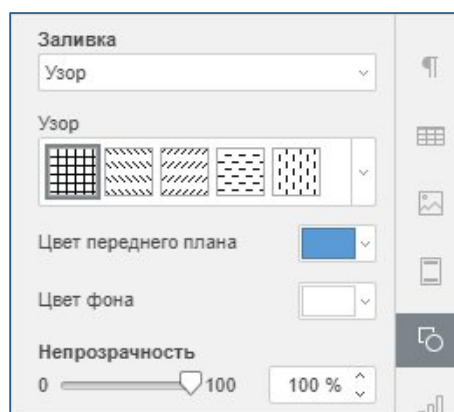 Заливка
Узор
Узор
Цвет переднего плана
Цвет фона
Непрозрачность
0 100 100 %